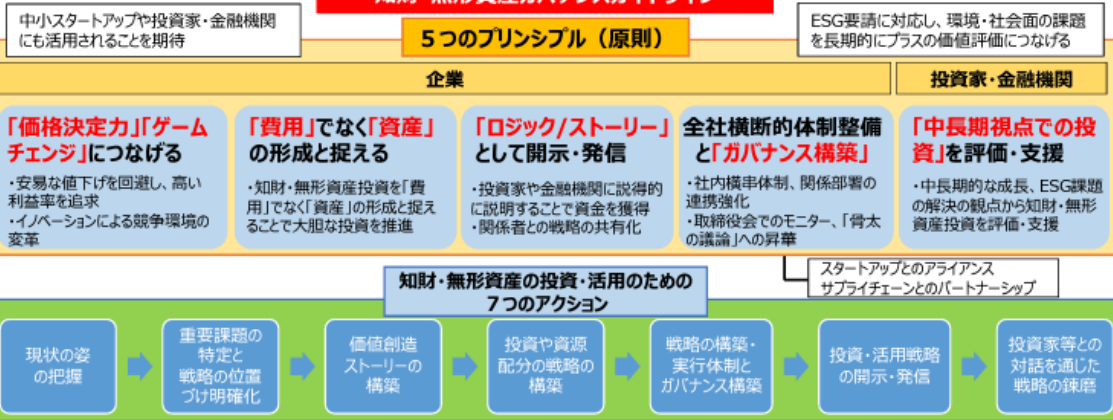 知財・無形資産ガバナンスガイドライン
中小スタートアップや投資家・金融機関
にも活用されることを期待
5つのプリンシプル(原則)
ESG要請に対応し、環境・社会面の課題
を長期的にプラスの価値評価につなげる
企業
投資家・金融機関
「価格決定力」「ゲーム
チェンジ」につなげる
・安易な値下げを回避し、高い
利益率を追求
・イノベーションによる競争環境の
変革
「費用」でなく「資産」
の形成と捉える
・知財・無形資産投資を「費
用」でなく「資産」の形成と捉え
ることで大胆な投資を推進
「ロジック/ストーリー」
として開示・発信
・投資家や金融機関に説得的
に説明することで資金を獲得
・関係者との戦略の共有化
全社横断的体制整備
と「ガバナンス構築」
・社内横串体制、関係部署の
連携強化
・取締役会でのモニター、「骨太
の議論」への昇華
「中長期視点での投
資」を評価・支援
・中長期的な成長、ESG課題
の解決の観点から知財・無形
資産投資を評価・支援
スタートアップとのアライアンス
サプライチェーンとのパートナーシップ
知財・無形資産の投資・活用のための
7つのアクション
現状の姿
の把握
重要課題の
特定と
戦略の位置
づけ明確化
価値創造
ストーリーの
構築
投資や資源
配分の戦略の
構築
戦略の構築・
実行体制と
ガバナンス構築
投資・活用戦略
の開示・発信
投資家等との
対話を通じた
戦略の錬磨